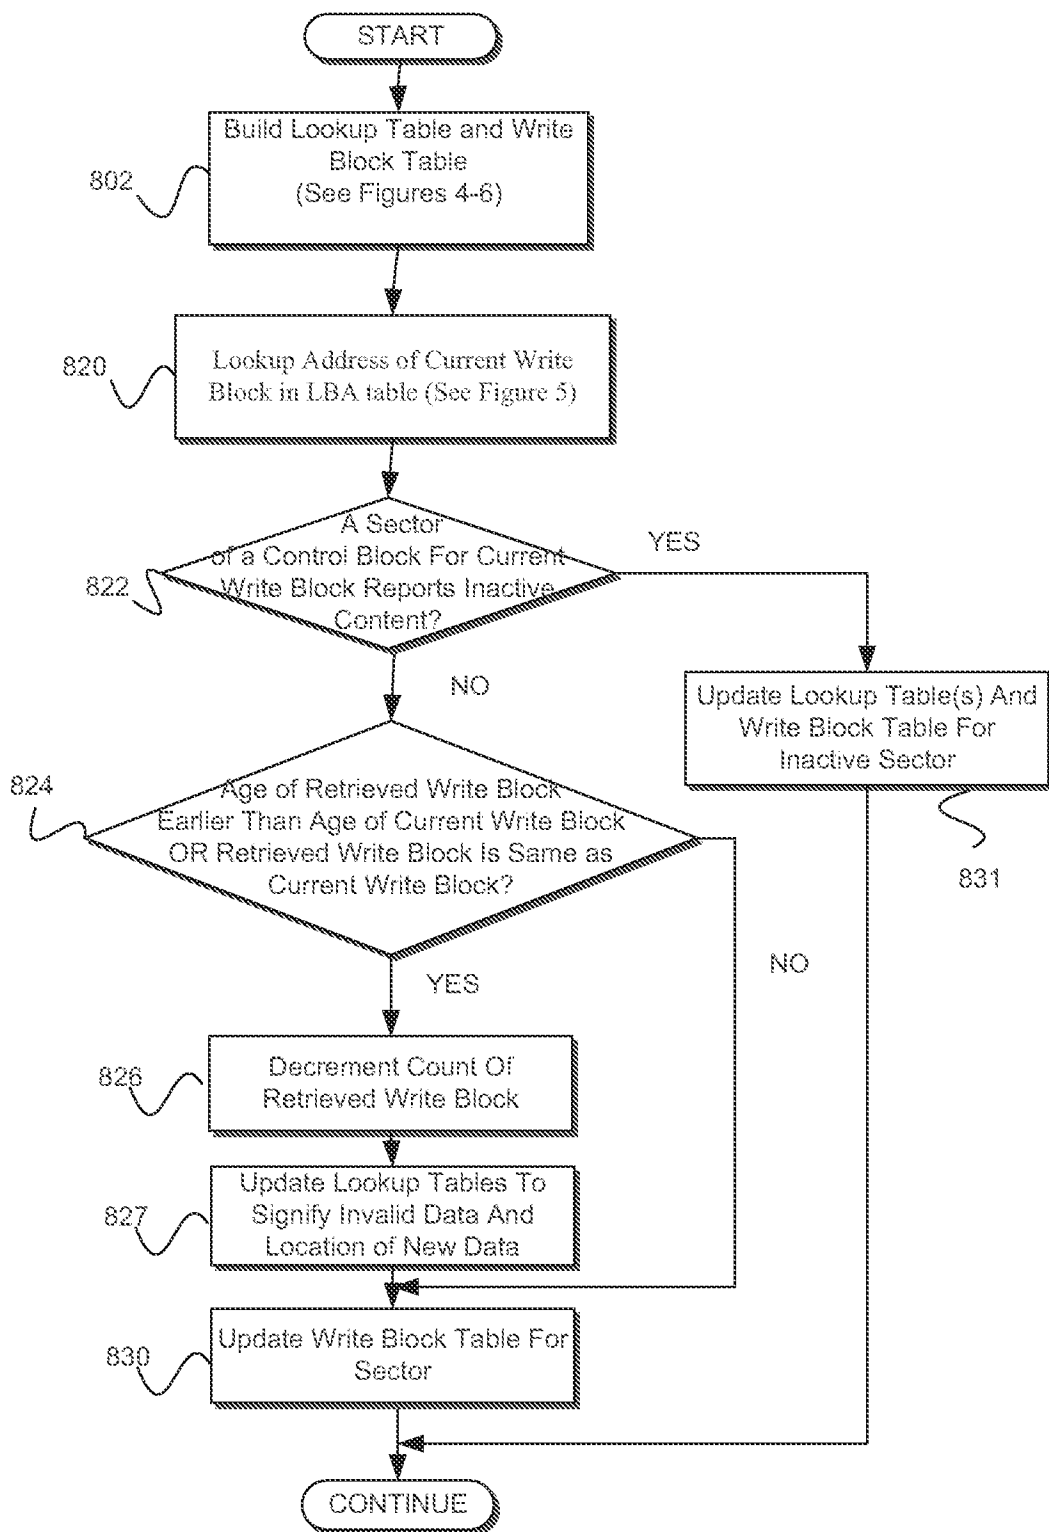 START
Build Lookup Table and Write
Block Table
(See Figures 4-6)
802
Lookup Address of Current Write
Block in LBA table (See Figure 5)
820
A Sector
of a Control Block For Current
Write Block Reports Inactive
Content?
822
YES
NO
Update Lookup Table(s) And
Write Block Table For
Inactive Sector
831
Age of Retrieved Write Block
Earlier Than Age of Current Write Block
OR Retrieved Write Block Is Same as
Current Write Block?
824
NO
YES
Decrement Count Of
Retrieved Write Block
826
Update Lookup Tables To
Signify Invalid Data And
Location of New Data
827
Update Write Block Table For
Sector
830
CONTINUE